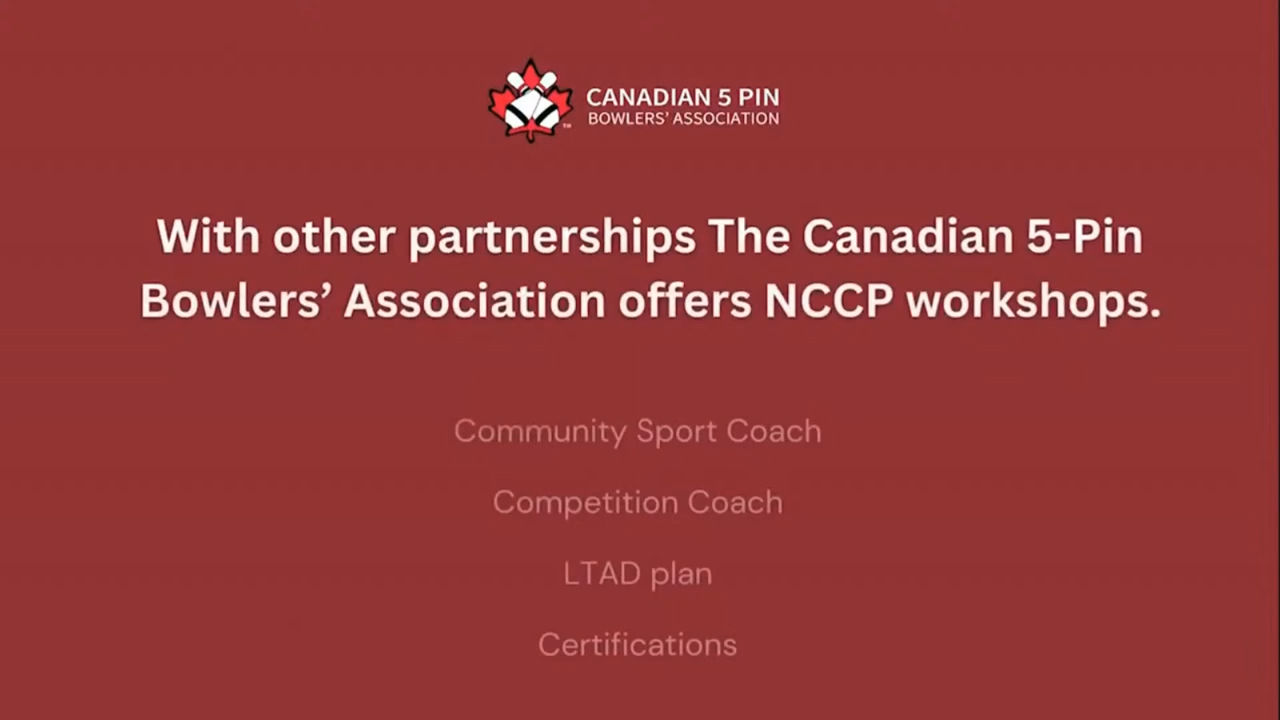 CANADIAN 5 PIN
BOWLERS’ ASSOCIATION
TM
With other partnerships The Canadian 5-Pin
Bowlers’ Association offers NCCP workshops.
Community Sport Coach
Competition Coach
LTAD plan
Certifications